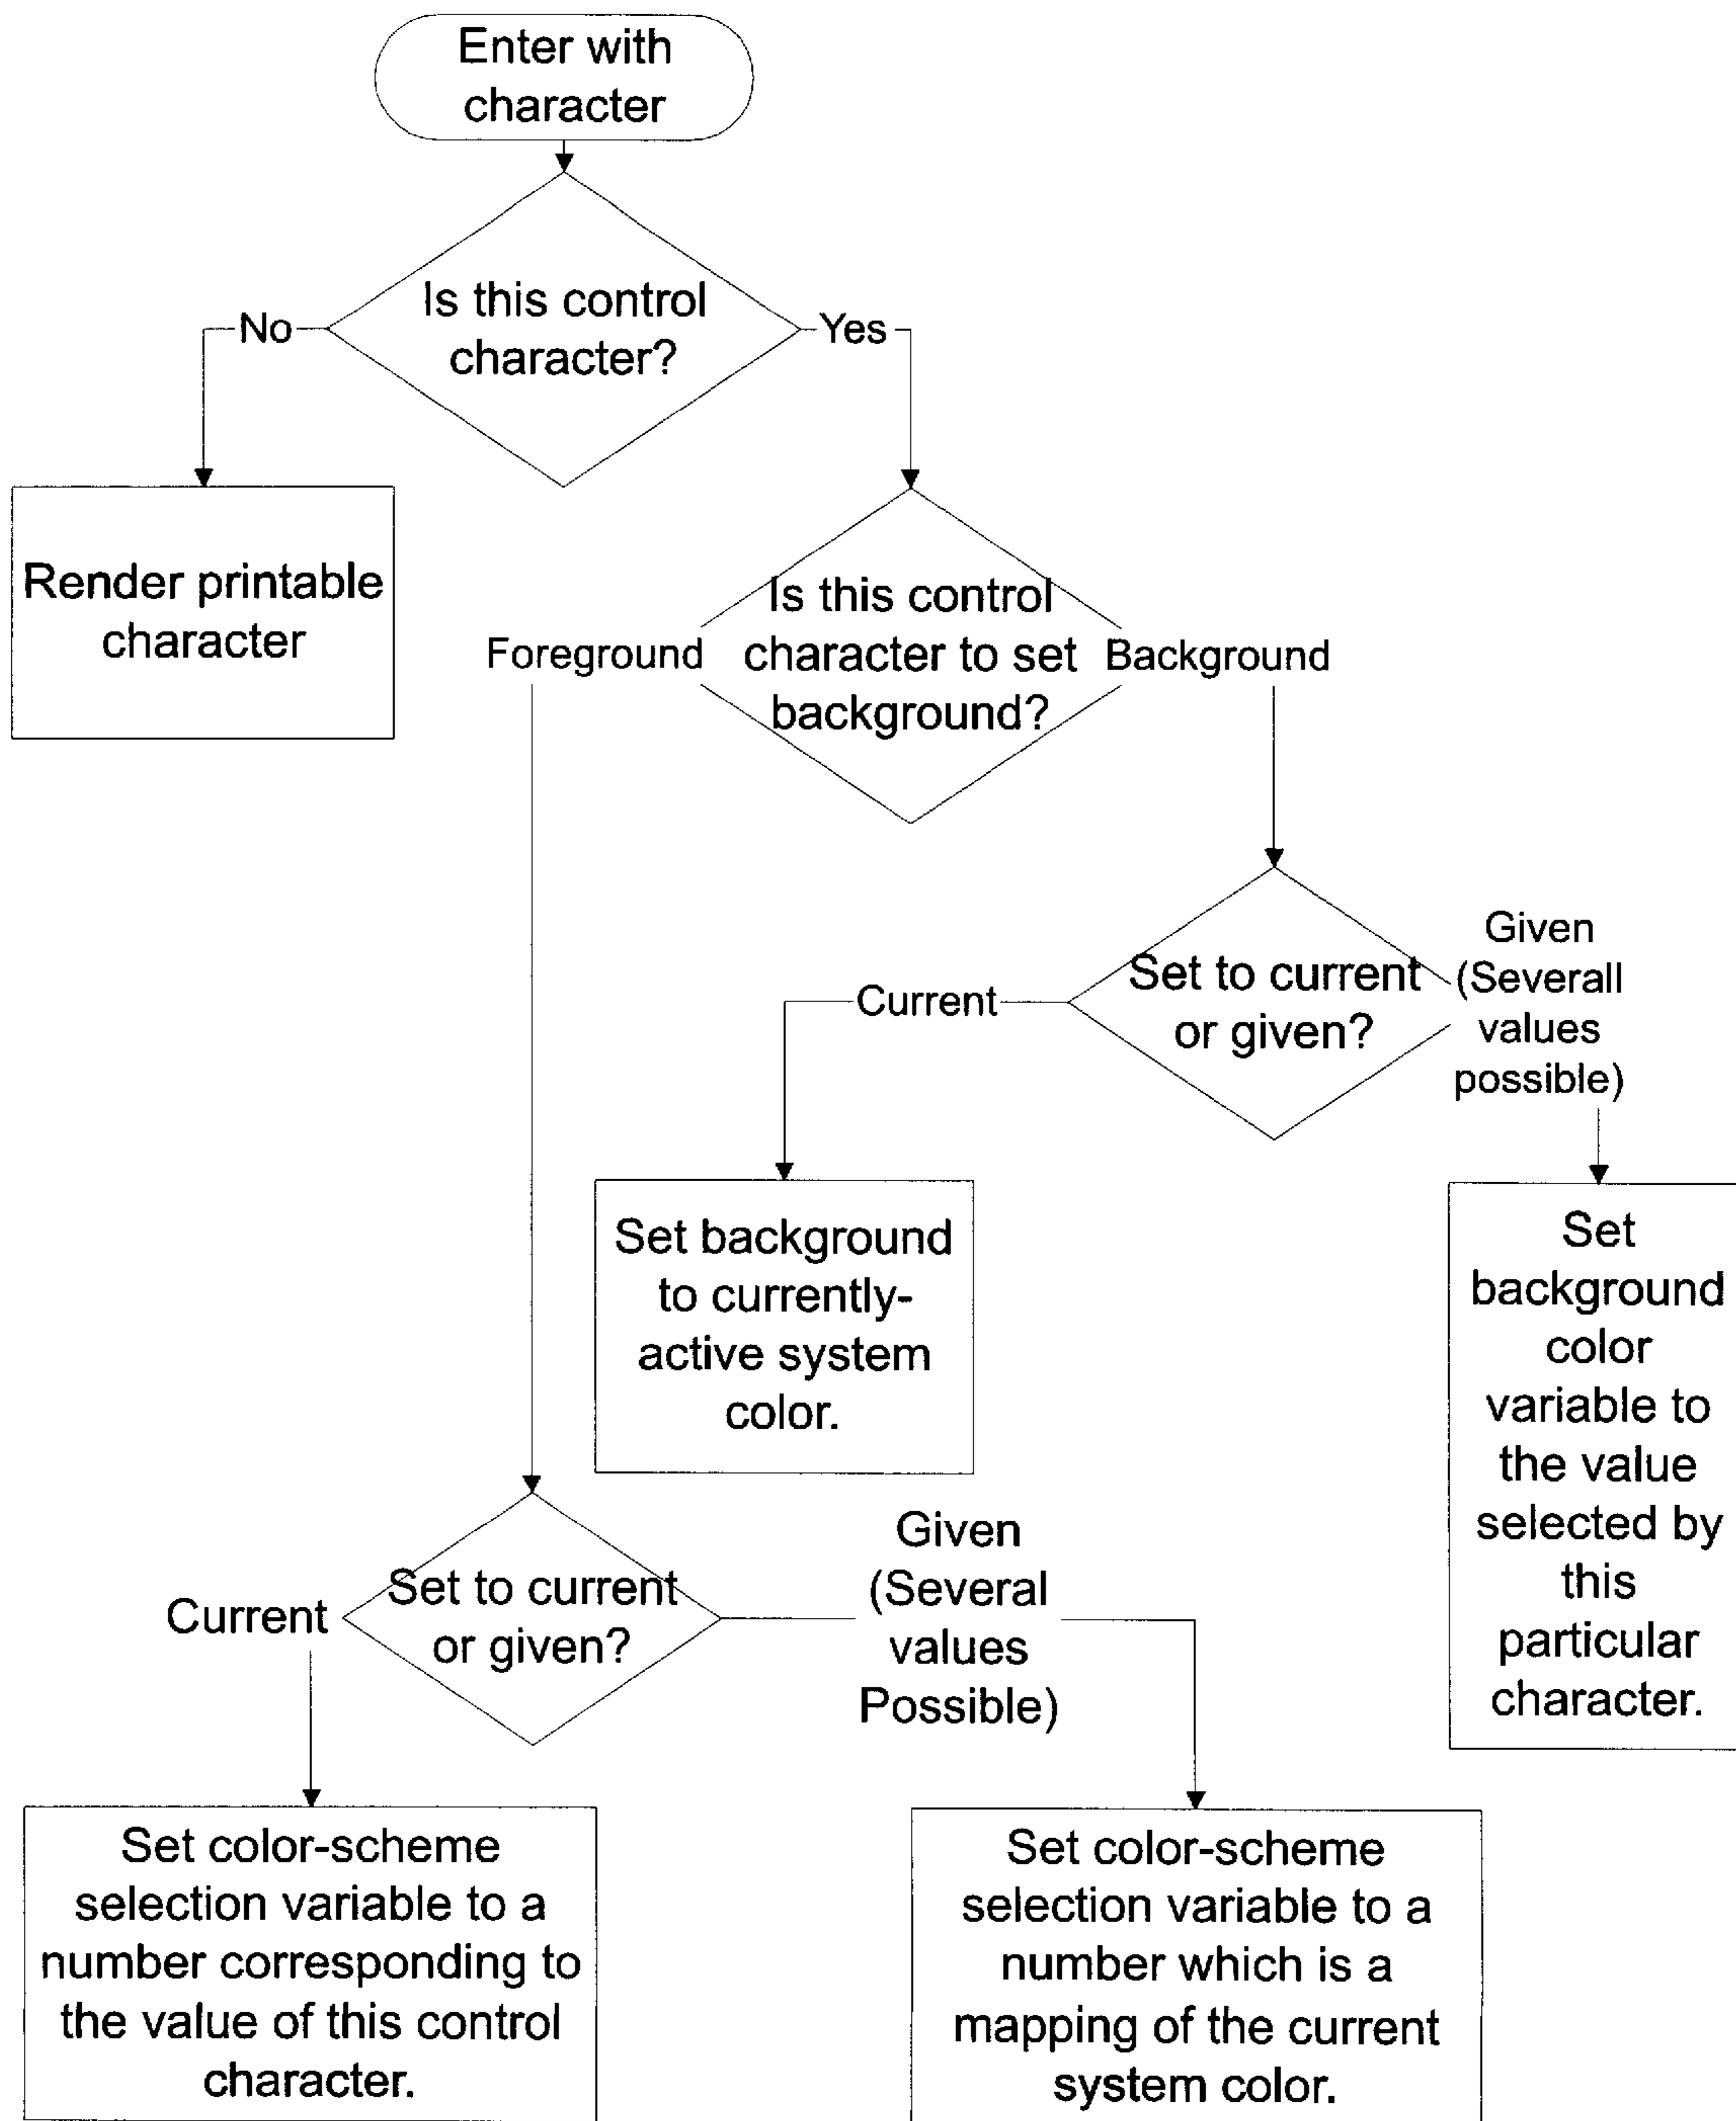 Enter with
character
Is this control
character?
No
Yes
Render printable
character
Is this control
character to set
background?
Foreground
Background
Set to current
or given?
Current
Given
(Severall
values
possible)
Set background
to currently-
active system
color.
Set
background
color
variable to
the value
selected by
this
particular
character.
Set to current
or given?
Current
Given
(Several
values
Possible)
Set color-scheme
selection variable to a
number corresponding to
the value of this control
character.
Set color-scheme
selection variable to a
number which is a
mapping of the current
system color.